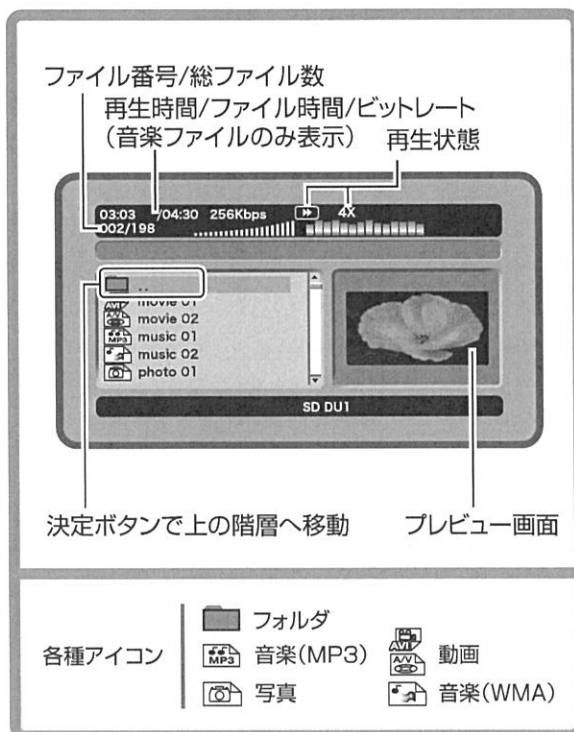 ファイル番号/総ファイル数
再生時間/ファイル時間/ビットレート
(音楽ファイルのみ表示)
再生状態
03:03 /04:30 256Kbps 4X
002/198
..
movie 01
movie 02
music 01
music 02
photo 01
SD DU1
決定ボタンで上の階層へ移動
プレビュー画面
各種アイコン
フォルダ
MP3 音楽(MP3)
AVI
A/V 動画
写真
音楽(WMA)